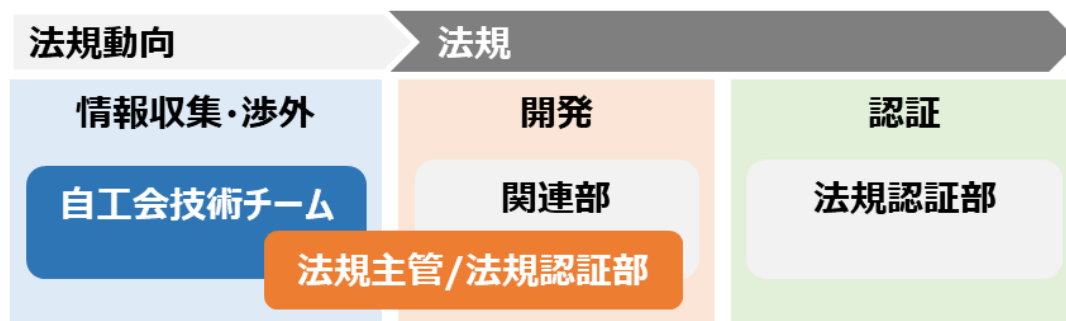 法規動向
法規
情報収集・渉外
開発
認証
自工会技術チーム
関連部
法規認証部
法規主管/法規認証部